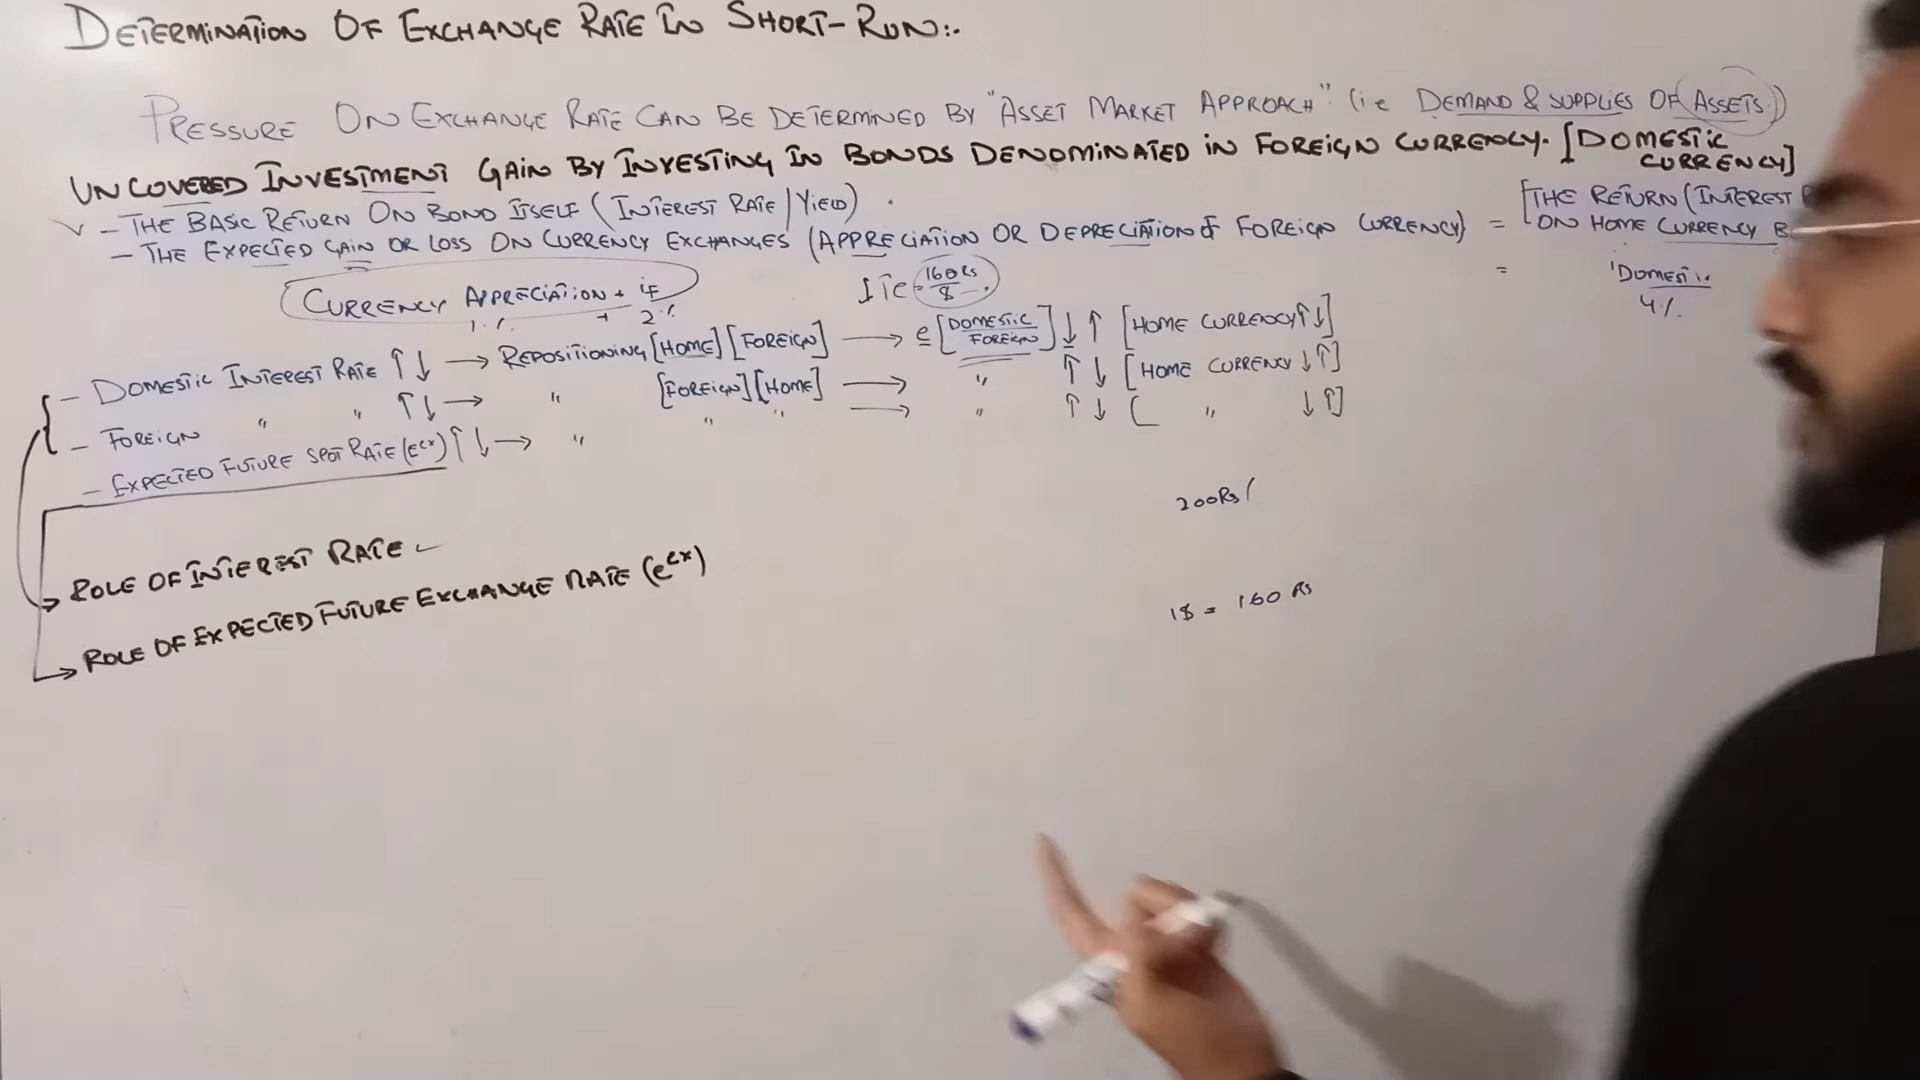 DETERMINATION OF EXCHANGE RATE IN SHORT-RUN:.
PRESSURE ON EXCHANGE RATE CAN BE DETERMINED BY "ASSET MARKET APPROACH" (i.e DEMAND & SUPPLIES OF ASSETS.)
UNCOVERED INVESTMENT GAIN BY INVESTING IN BONDS DENOMINATED IN FOREIGN CURRENCY. [DOMESTIC CURRENCY]
- THE BASIC RETURN ON BOND ITSELF (INTEREST RATE/YIELD).
[THE RETURN (INTEREST
- THE EXPECTED GAIN OR LOSS ON CURRENCY EXCHANGES (APPRECIATION OR DEPRECIATION OF FOREIGN CURRENCY) = ON HOME CURRENCY B
CURRENCY APPRECIATION + if
160Rs/$
= DOMESTIC
1% + 2%
4%
- DOMESTIC INTEREST RATE ↑↓ → REPOSITIONING [HOME][FOREIGN] → e [DOMESTIC/FOREIGN] ↓↑ [HOME CURRENCY ↑↓]
- FOREIGN " " ↑↓ → " [FOREIGN][HOME] → " ↑↓ [HOME CURRENCY ↓↑]
- EXPECTED FUTURE SPOT RATE (e^ex) ↑↓ → " " " → " ↑↓ [ " ↓↑]
200Rs/
→ ROLE OF INTEREST RATE
1$ = 160 Rs
→ ROLE OF EXPECTED FUTURE EXCHANGE RATE (e^ex)